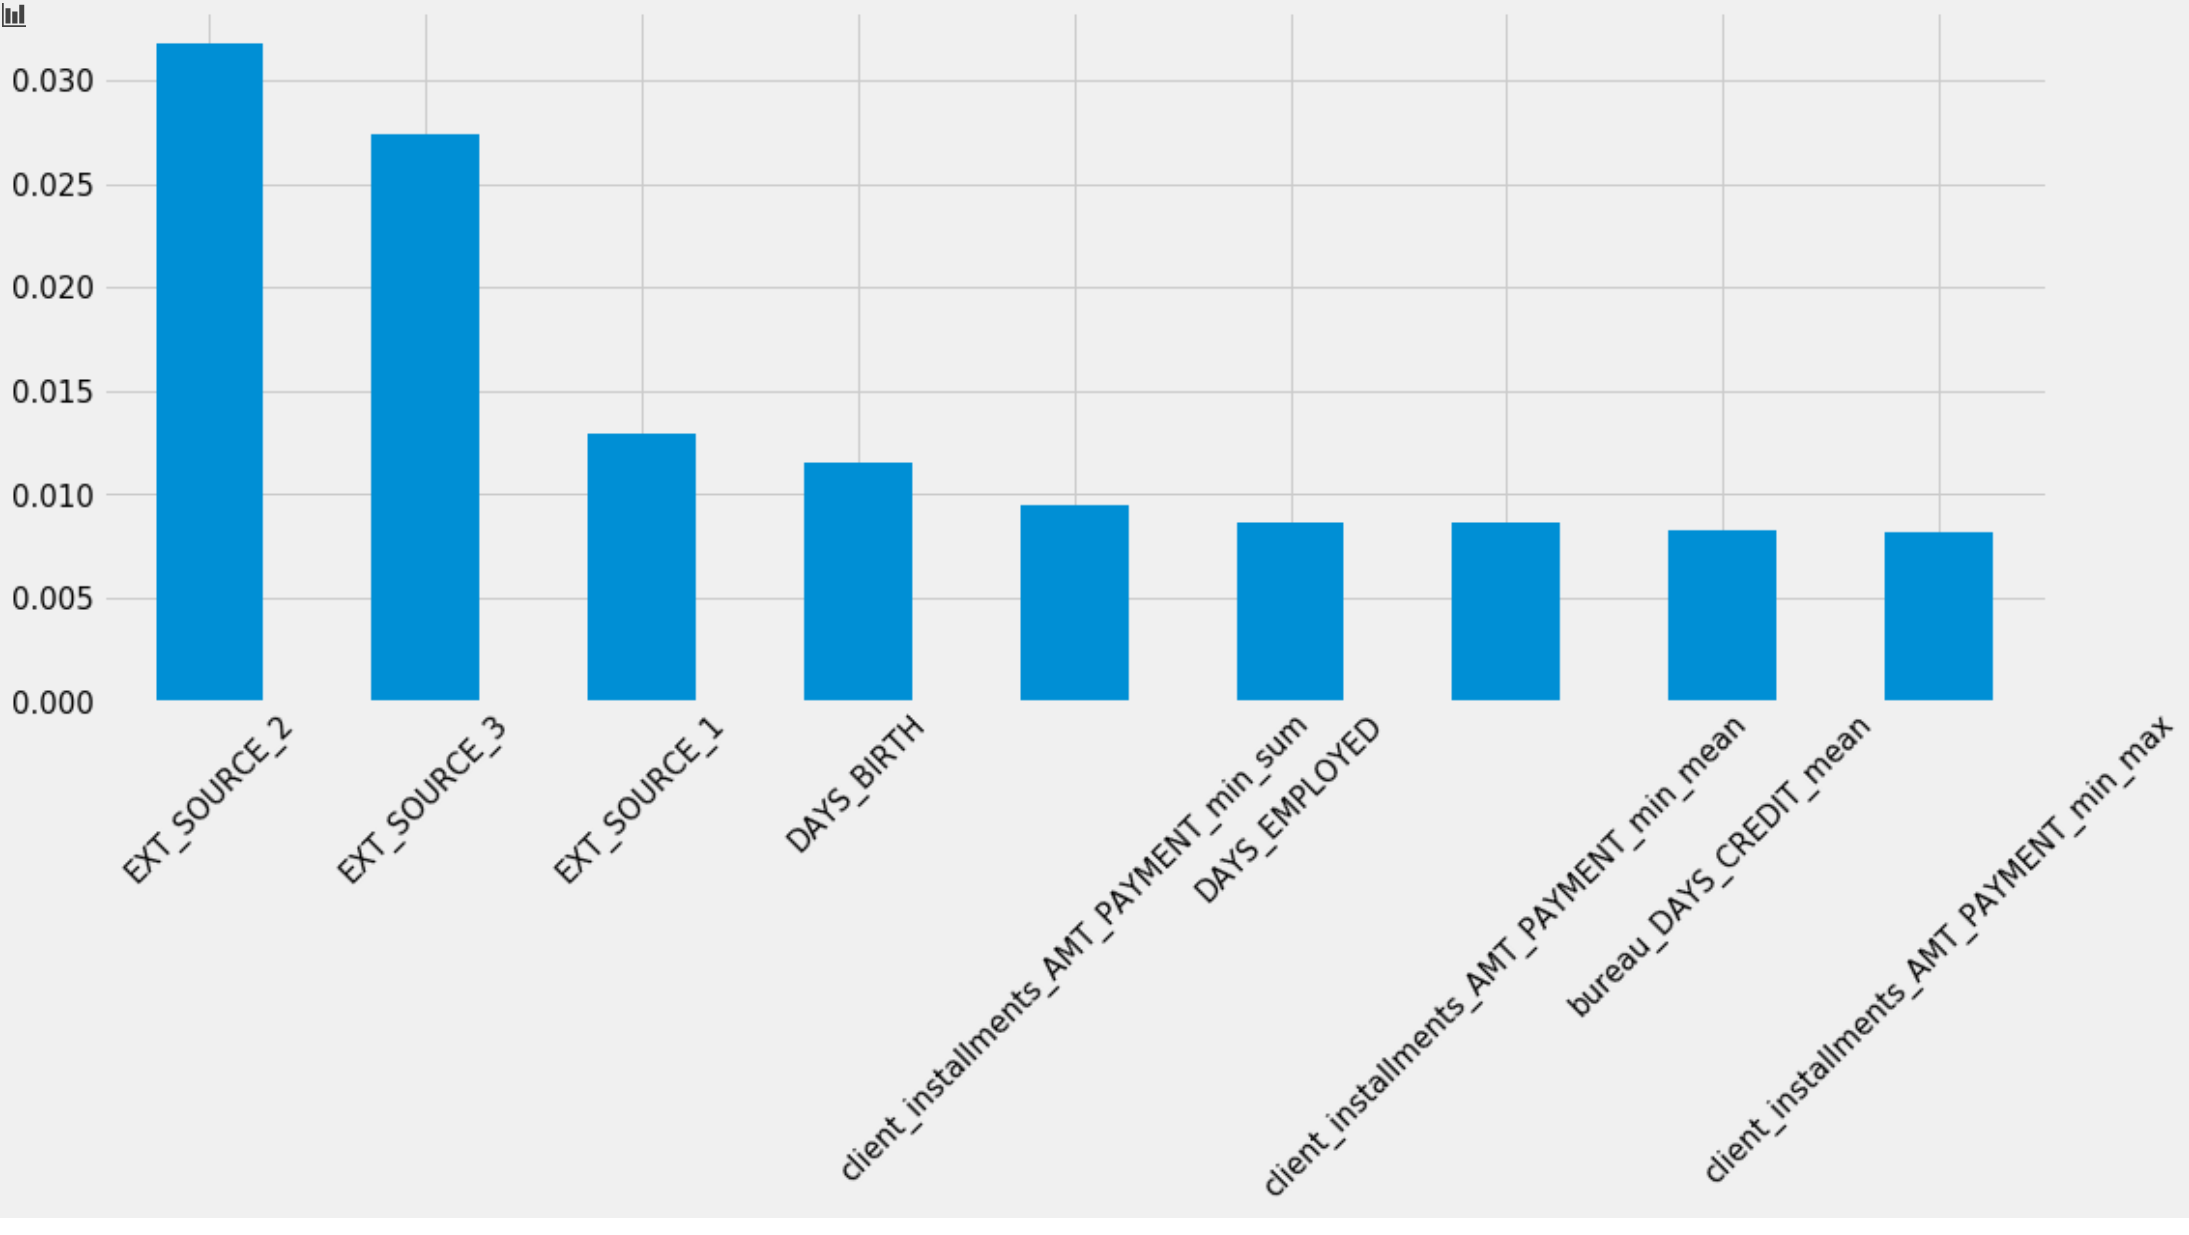 0.030
0.025
0.020
0.015
0.010
0.005
0.000
EXT_SOURCE_2
EXT_SOURCE_3
EXT_SOURCE_1
DAYS_BIRTH
client_installments_AMT_PAYMENT_min_sum
DAYS_EMPLOYED
client_installments_AMT_PAYMENT_min_mean
bureau_DAYS_CREDIT_mean
client_installments_AMT_PAYMENT_min_max